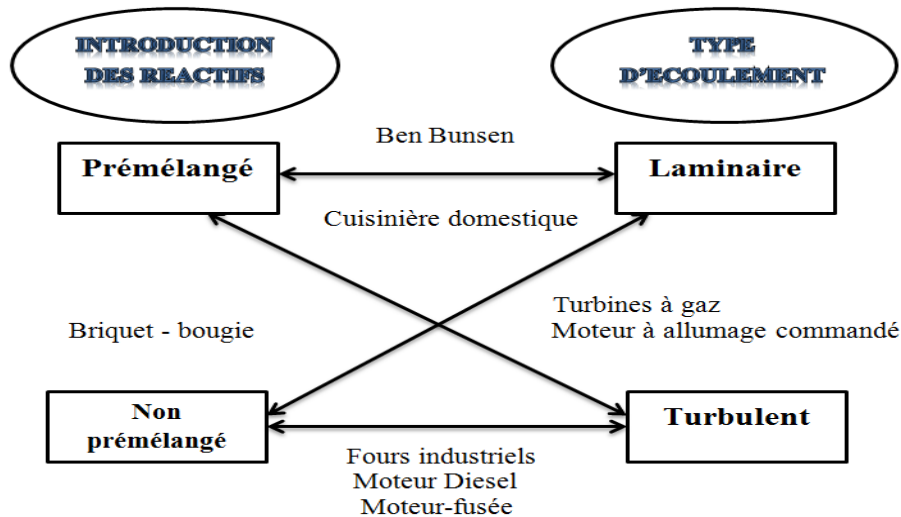 INTRODUCTION
DES REACTIFS
TYPE
D'ECOULEMENT
Ben Bunsen
Prémélangé
Laminaire
Cuisinière domestique
Turbines à gaz
Briquet - bougie
Moteur à allumage commandé
Non
prémélangé
Turbulent
Fours industriels
Moteur Diesel
Moteur-fusée